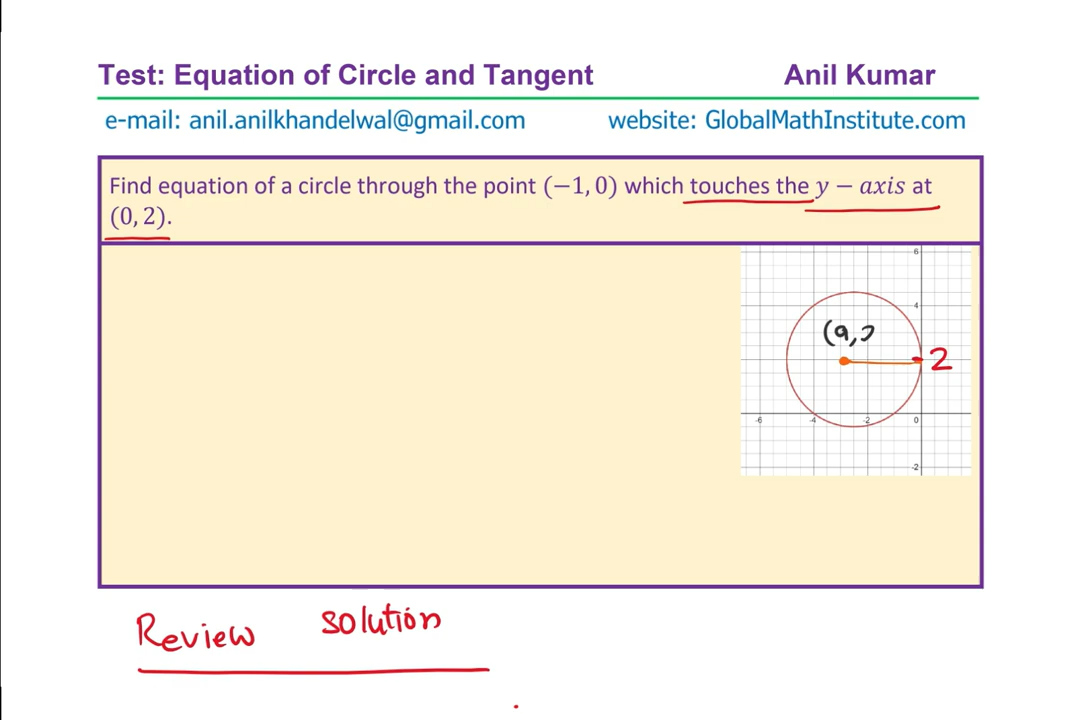 Test: Equation of Circle and Tangent Anil Kumar
e-mail: anil.anilkhandelwal@gmail.com website: GlobalMathInstitute.com
Find equation of a circle through the point (−1, 0) which touches the y − axis at
(0, 2).
6
4
(a,2
2
-6 -4 -2 0
-2
Review solution